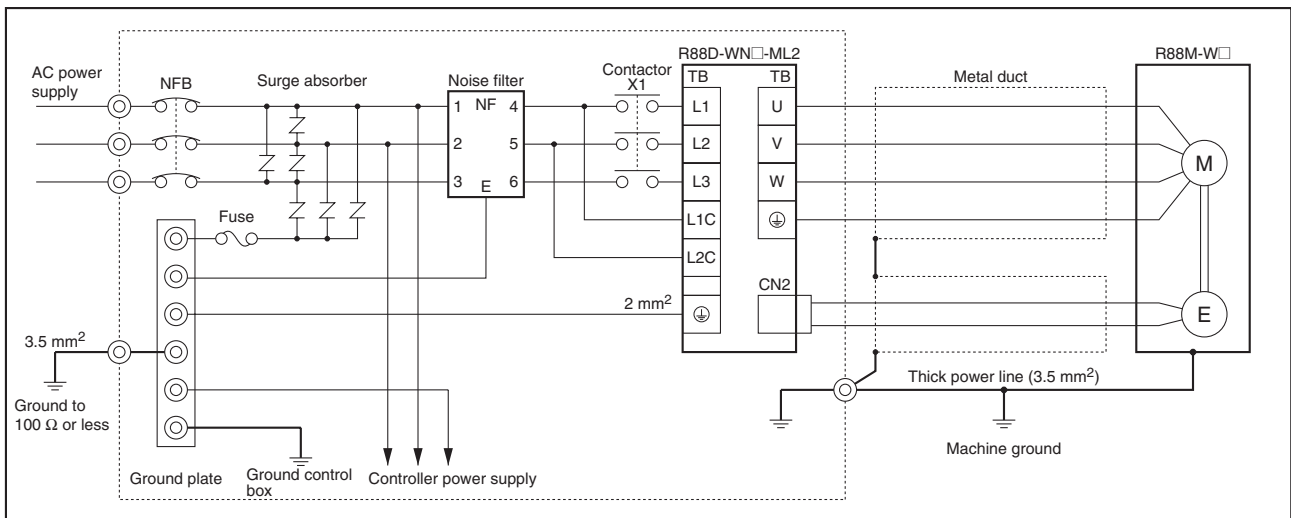 R88D-WN□-ML2
R88M-W□
AC power
supply
NFB
Surge absorber
Noise filter
Contactor
X1
TB
TB
Metal duct
1
NF
4
L1
U
2
5
L2
V
M
3
6
L3
W
E
Fuse
L1C
L2C
CN2
2 mm²
E
3.5 mm²
Thick power line (3.5 mm²)
Ground to
100 Ω or less
Machine ground
Ground plate
Ground control
box
Controller power supply